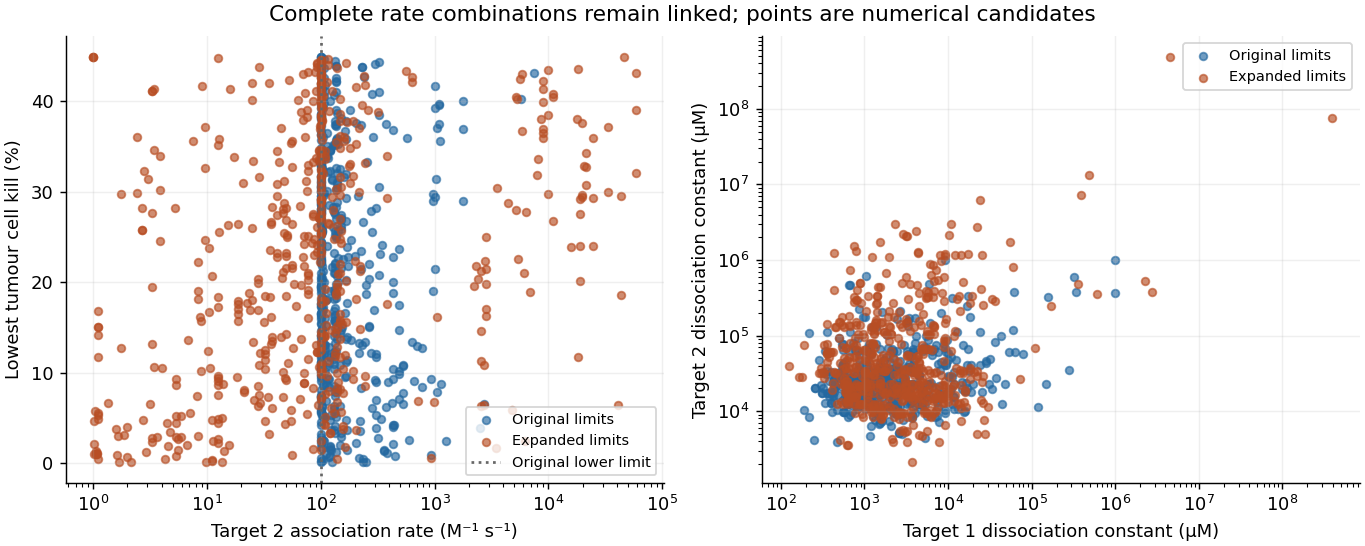 Complete rate combinations remain linked; points are numerical candidates
Lowest tumour cell kill (%)
40
30
20
10
0
10⁰
10¹
10²
10³
10⁴
10⁵
Target 2 association rate (M⁻¹ s⁻¹)
Original limits
Expanded limits
Original lower limit
Target 2 dissociation constant (μM)
10⁸
10⁷
10⁶
10⁵
10⁴
10²
10³
10⁴
10⁵
10⁶
10⁷
10⁸
Target 1 dissociation constant (μM)
Original limits
Expanded limits